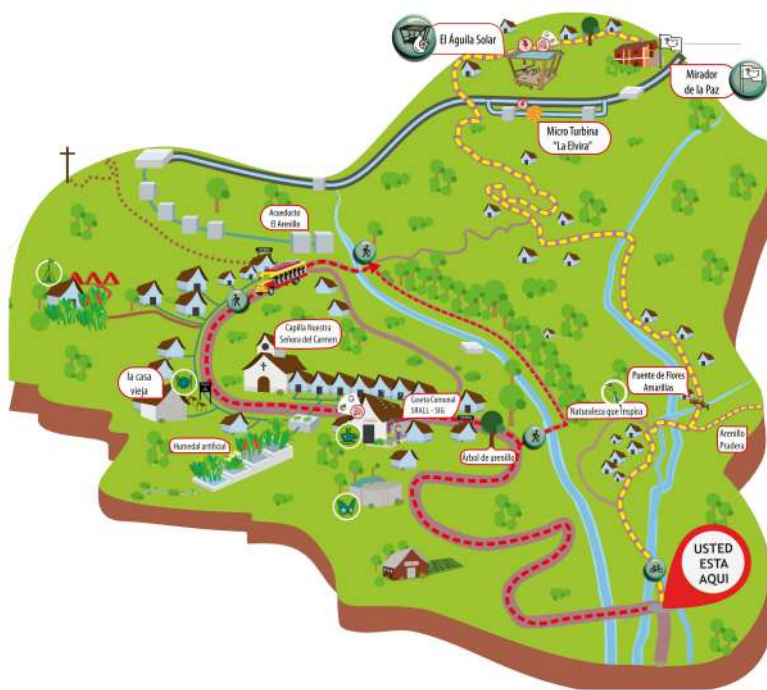 El Águila Solar
Mirador
de la Paz
Micro Turbina
"La Elvira"
Acueducto
El Arenillo
Capilla Nuestra
Señora del Carmen
la casa
vieja
Caseta Comunal
SRALL - SJG
Puente de Flores
Amarillas
Naturaleza que Inspira
Arenillo
Pradera
Humedal artificial
Árbol de arenillo
USTED
ESTA
AQUI